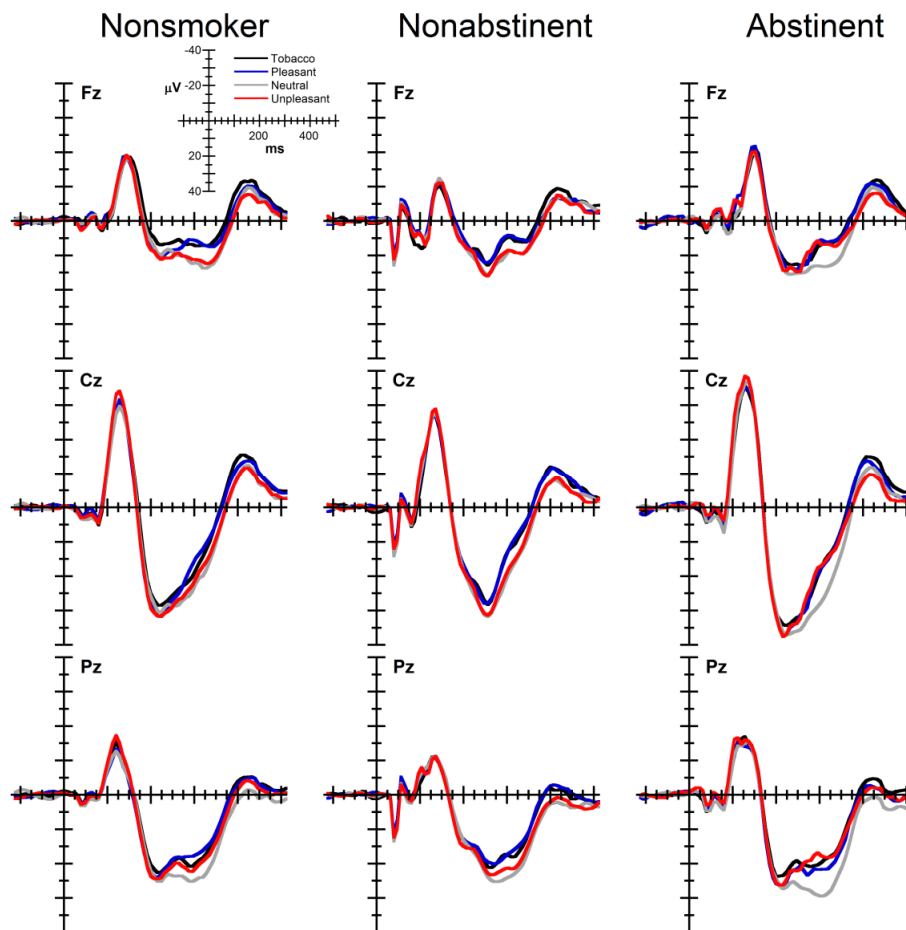 Nonsmoker Nonabstinent Abstinent
-40
Tobacco
Pleasant
-20
Neutral
µV
Unpleasant
Fz Fz Fz
200 400
ms
20
40
Cz Cz Cz
Pz Pz Pz